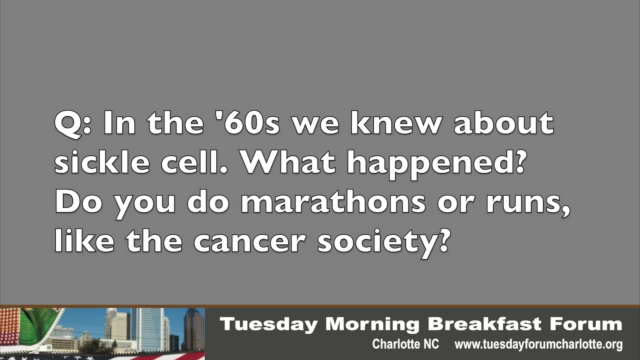 Q: In the '60s we knew about
sickle cell. What happened?
Do you do marathons or runs,
like the cancer society?
Tuesday Morning Breakfast Forum
Charlotte NC www.tuesdayforumcharlotte.org